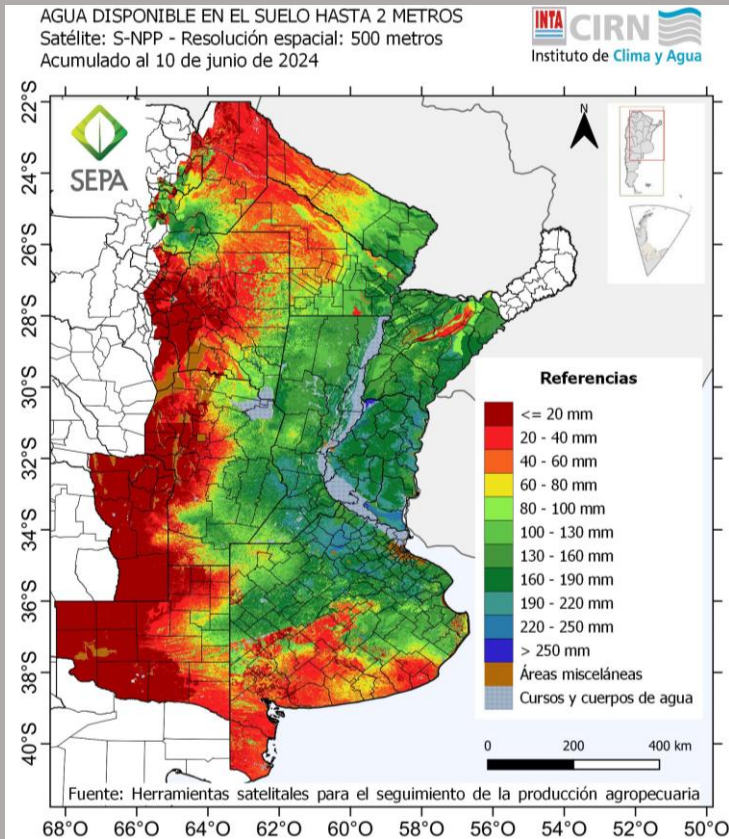 AGUA DISPONIBLE EN EL SUELO HASTA 2 METROS
Satélite: S-NPP - Resolución espacial: 500 metros
Acumulado al 10 de junio de 2024
INTA CIRN
Instituto de Clima y Agua
22°S
24°S
26°S
28°S
30°S
32°S
34°S
36°S
38°S
40°S
SEPA
N
Referencias
<= 20 mm
20 - 40 mm
40 - 60 mm
60 - 80 mm
80 - 100 mm
100 - 130 mm
130 - 160 mm
160 - 190 mm
190 - 220 mm
220 - 250 mm
> 250 mm
Áreas misceláneas
Cursos y cuerpos de agua
0 200 400 km
Fuente: Herramientas satelitales para el seguimiento de la producción agropecuaria
68°O 66°O 64°O 62°O 60°O 58°O 56°O 54°O 52°O 50°O